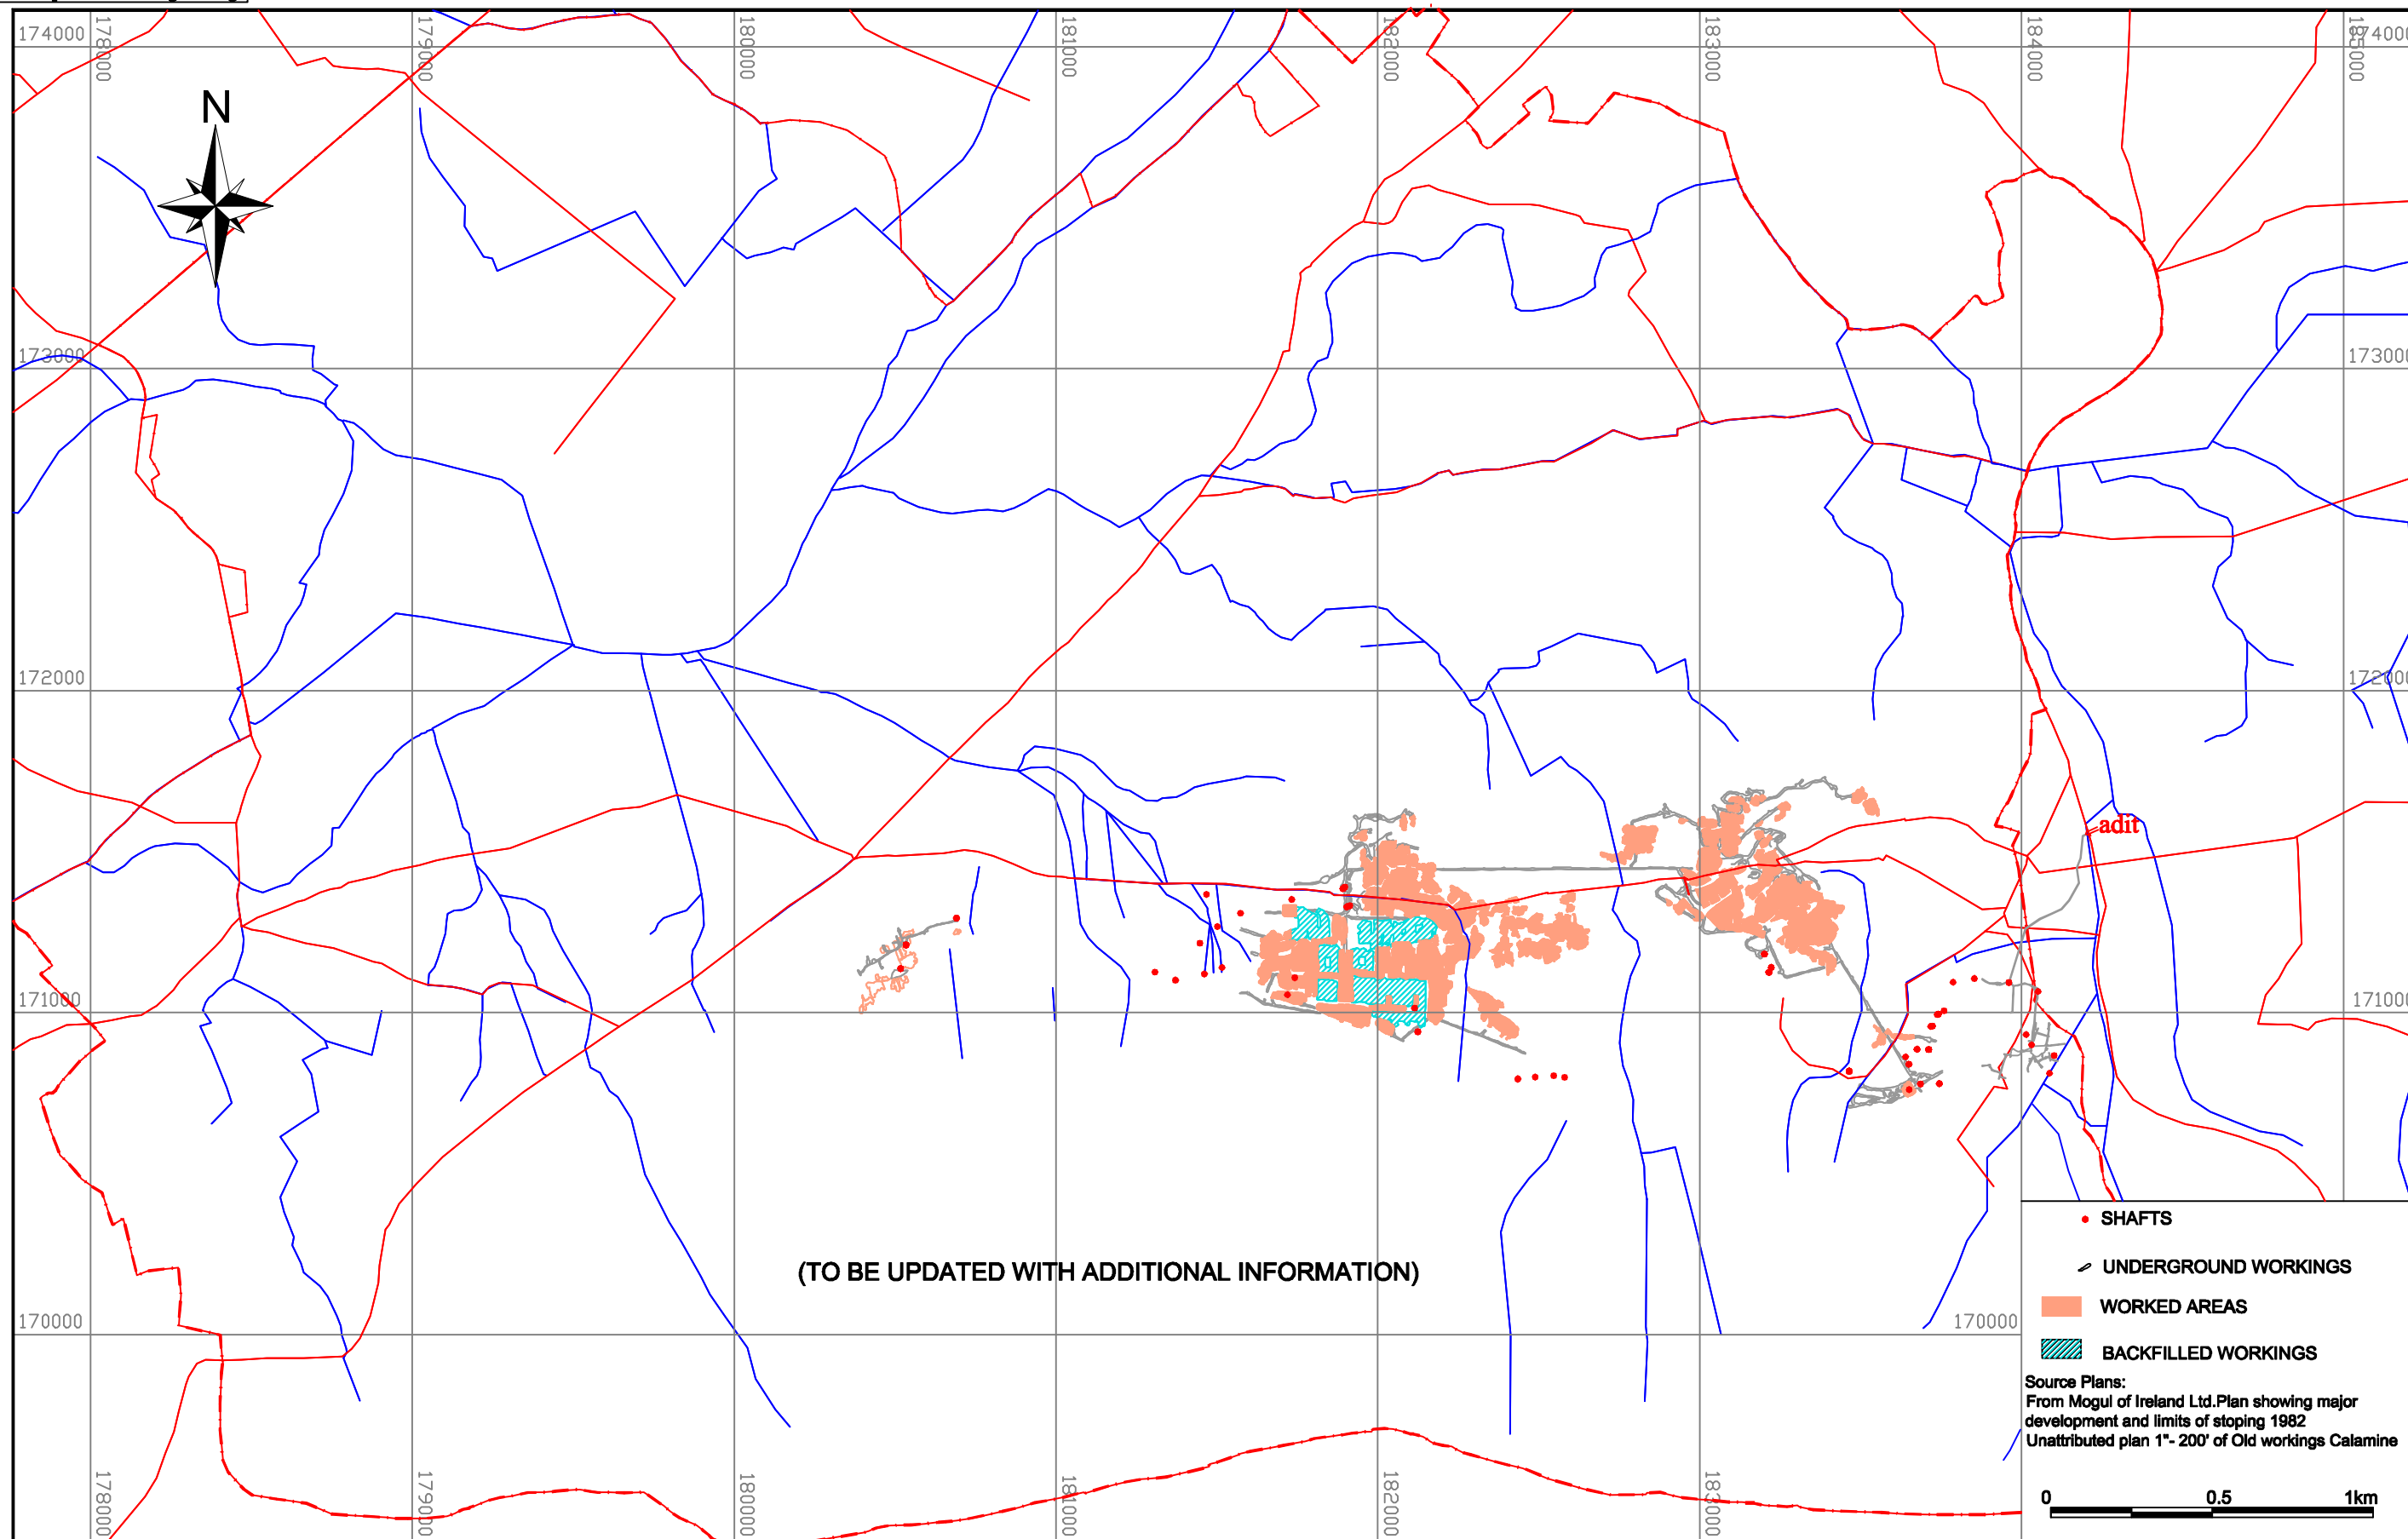 178000
179000
180000
181000
182000
183000
184000
185000
174000
174000
N
173000
173000
172000
172000
adit
171000
171000
SHAFTS
UNDERGROUND WORKINGS
(TO BE UPDATED WITH ADDITIONAL INFORMATION)
WORKED AREAS
170000
170000
BACKFILLED WORKINGS
Source Plans:
From Mogul of Ireland Ltd.Plan showing major
development and limits of stoping 1982
Unattributed plan 1"- 200' of Old workings Calamine
0 0.5 1km
178000
179000
180000
181000
182000
183000